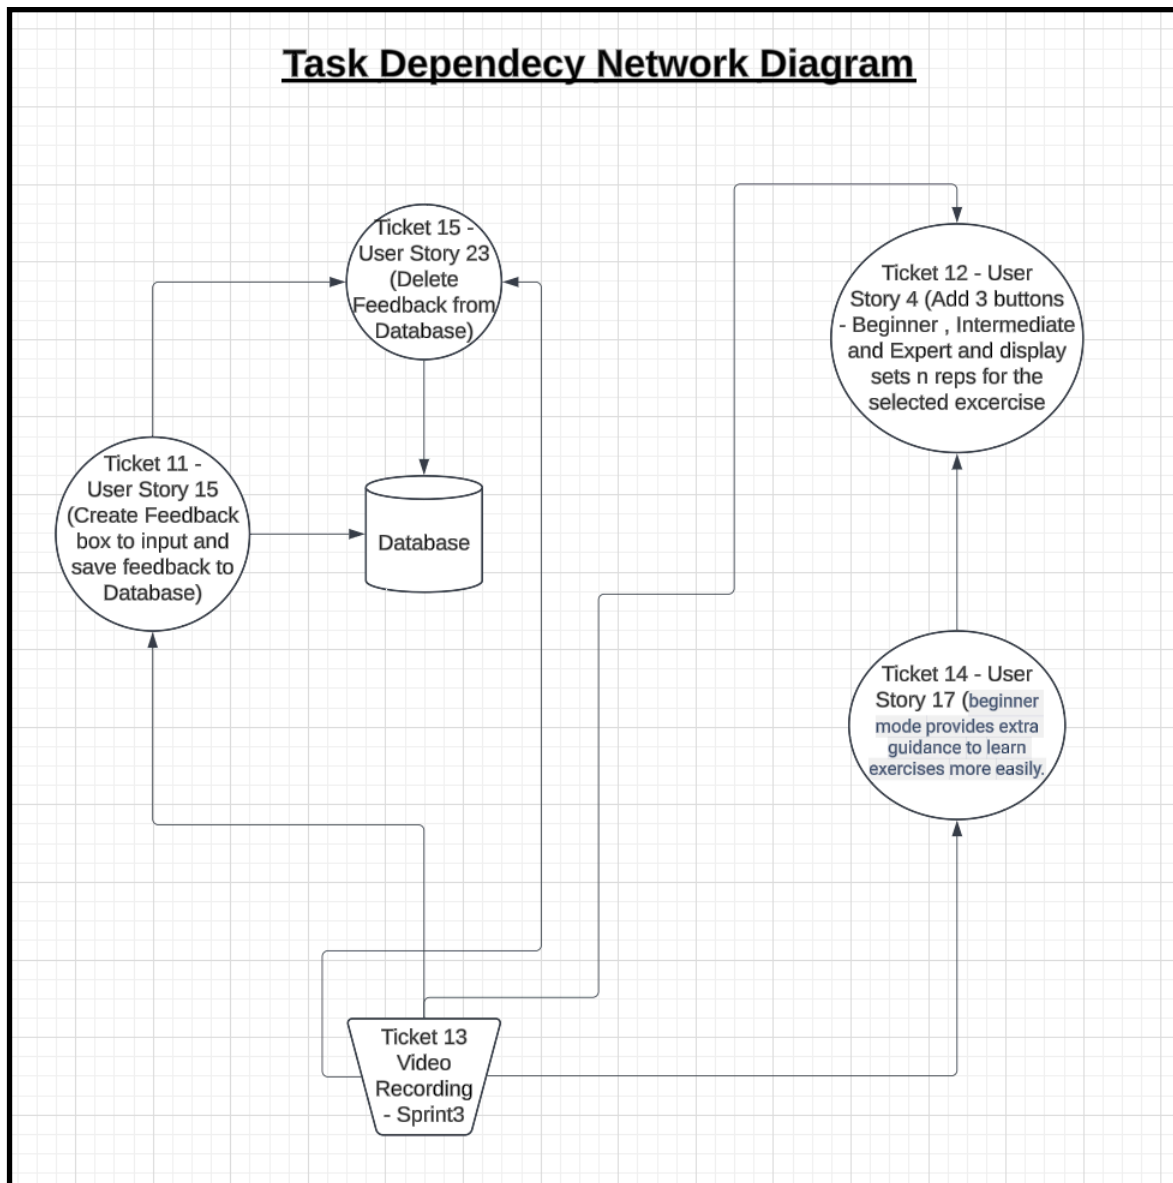 Task Dependecy Network Diagram
Ticket 15 -
User Story 23
(Delete
Feedback from
Database)
Ticket 12 - User
Story 4 (Add 3 buttons
- Beginner , Intermediate
and Expert and display
sets n reps for the
selected excercise
Ticket 11 -
User Story 15
(Create Feedback
box to input and
save feedback to
Database)
Database
Ticket 14 - User
Story 17 (beginner
mode provides extra
guidance to learn
exercises more easily.
Ticket 13
Video
Recording
- Sprint3